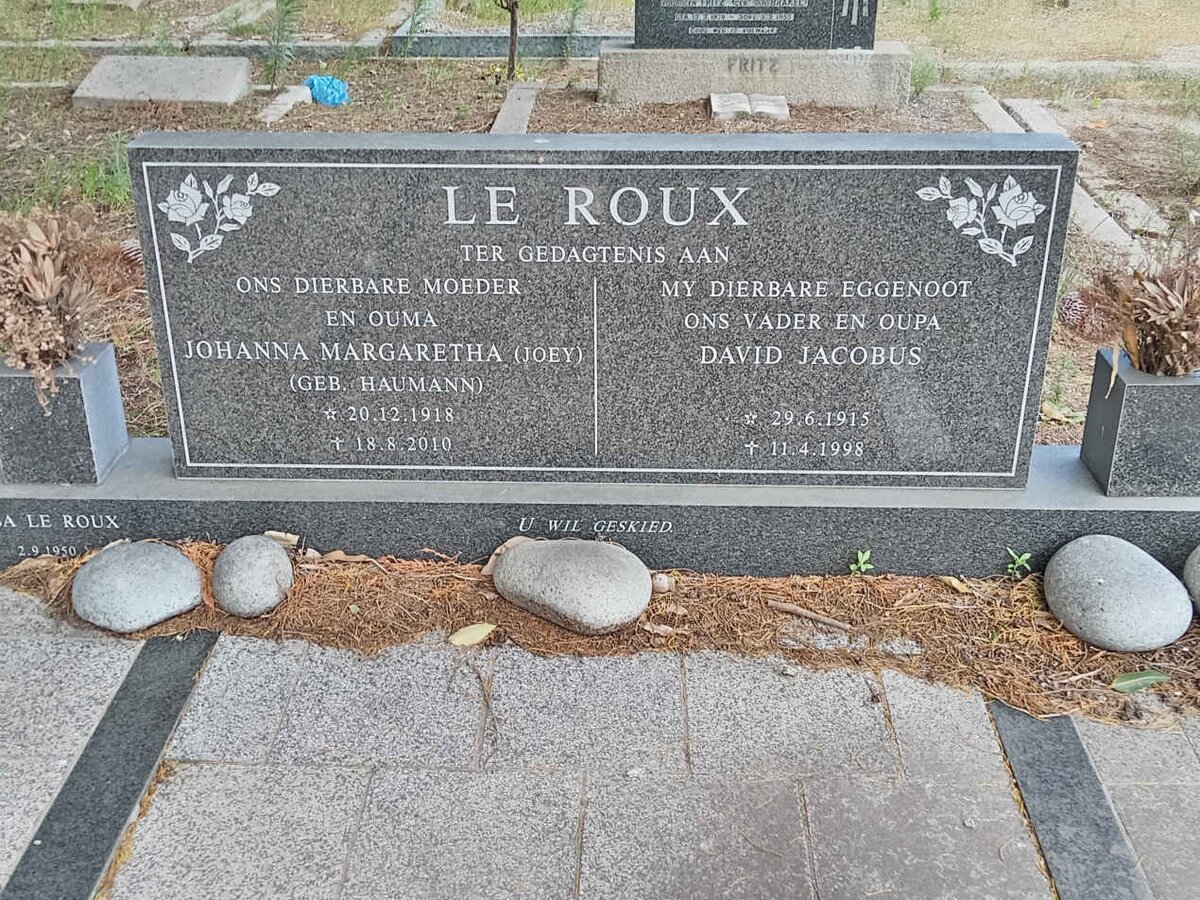 FRITZ
LE ROUX
TER GEDAGTENIS AAN
ONS DIERBARE MOEDER
EN OUMA
JOHANNA MARGARETHA (JOEY)
(GEB. HAUMANN)
☆ 20.12.1918
✝ 18.8.2010
MY DIERBARE EGGENOOT
ONS VADER EN OUPA
DAVID JACOBUS
☆ 29.6.1915
✝ 11.4.1998
LE ROUX
2.9.1950
U WIL GESKIED.